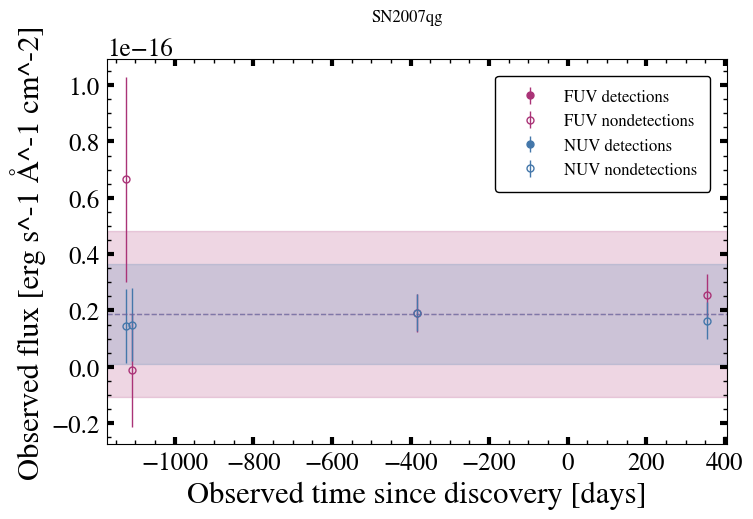 SN2007qg
1e−16
Observed flux [erg s^-1 Å^-1 cm^-2]
1.0
0.8
0.6
0.4
0.2
0.0
−0.2
FUV detections
FUV nondetections
NUV detections
NUV nondetections
−1000 −800 −600 −400 −200 0 200 400
Observed time since discovery [days]